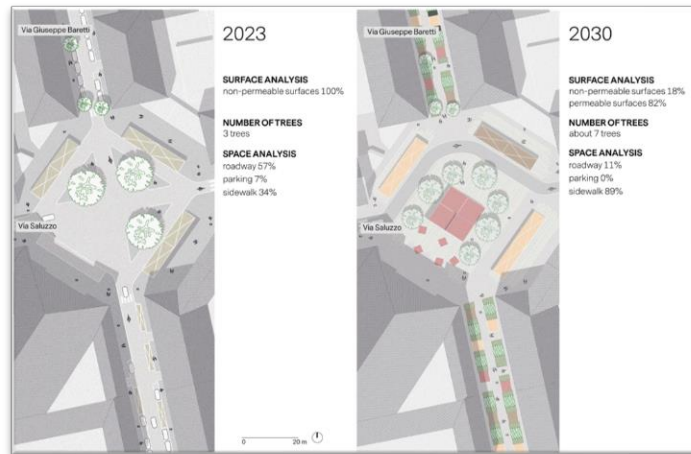 Via Giuseppe Baretti
Via Saluzzo
2023
SURFACE ANALYSIS
non-permeable surfaces 100%
NUMBER OF TREES
3 trees
SPACE ANALYSIS
roadway 57%
parking 7%
sidewalk 34%
0 20 m
Via Giuseppe Baretti
Via Saluzzo
2030
SURFACE ANALYSIS
non-permeable surfaces 18%
permeable surfaces 82%
NUMBER OF TREES
about 7 trees
SPACE ANALYSIS
roadway 11%
parking 0%
sidewalk 89%